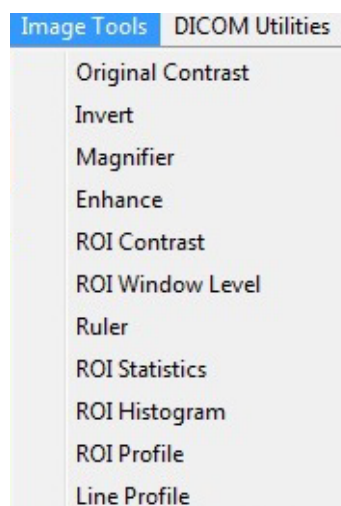 Image Tools DICOM Utilities
Original Contrast
Invert
Magnifier
Enhance
ROI Contrast
ROI Window Level
Ruler
ROI Statistics
ROI Histogram
ROI Profile
Line Profile